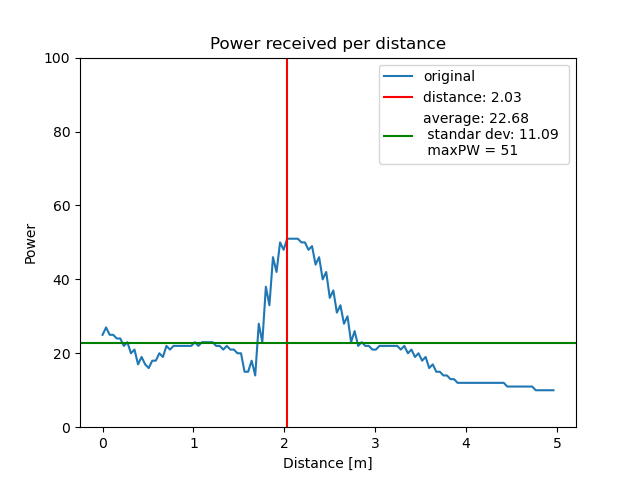 Power received per distance
100
80
60
40
20
0
Power
original
distance: 2.03
average: 22.68
standar dev: 11.09
maxPW = 51
0 1 2 3 4 5
Distance [m]